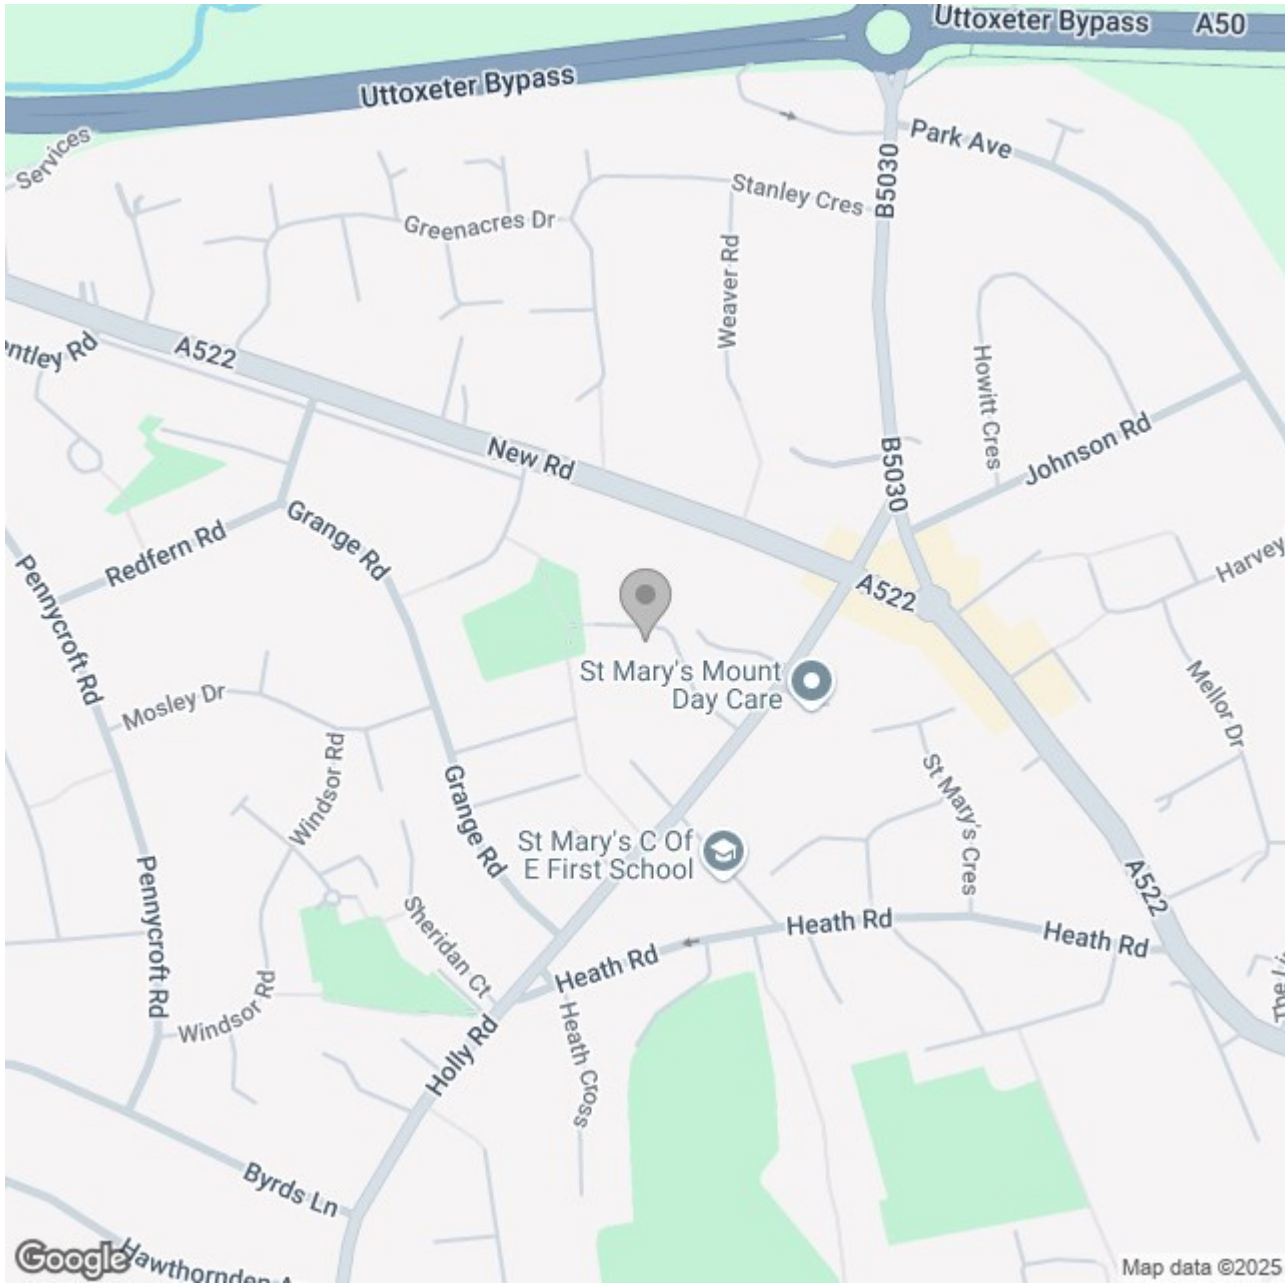 Uttoxeter Bypass
A50
Uttoxeter Bypass
Services
Park Ave
B5030
Stanley Cres
Greenacres Dr
Weaver Rd
entley Rd
A522
Howitt Cres
New Rd
B5030
Johnson Rd
Grange Rd
Redfern Rd
Harvey
Pennycroft Rd
A522
St Mary's Mount
Day Care
Mosley Dr
Mellor Dr
Windsor Rd
Grange Rd
St Mary's Cres
St Mary's C Of
E First School
Pennycroft Rd
A522
Sheridan Ct
Heath Rd
Heath Rd
Heath Rd
Windsor Rd
Heath Cross
Holly Rd
Byrds Ln
Google
Hawthornden A
Map data ©2025